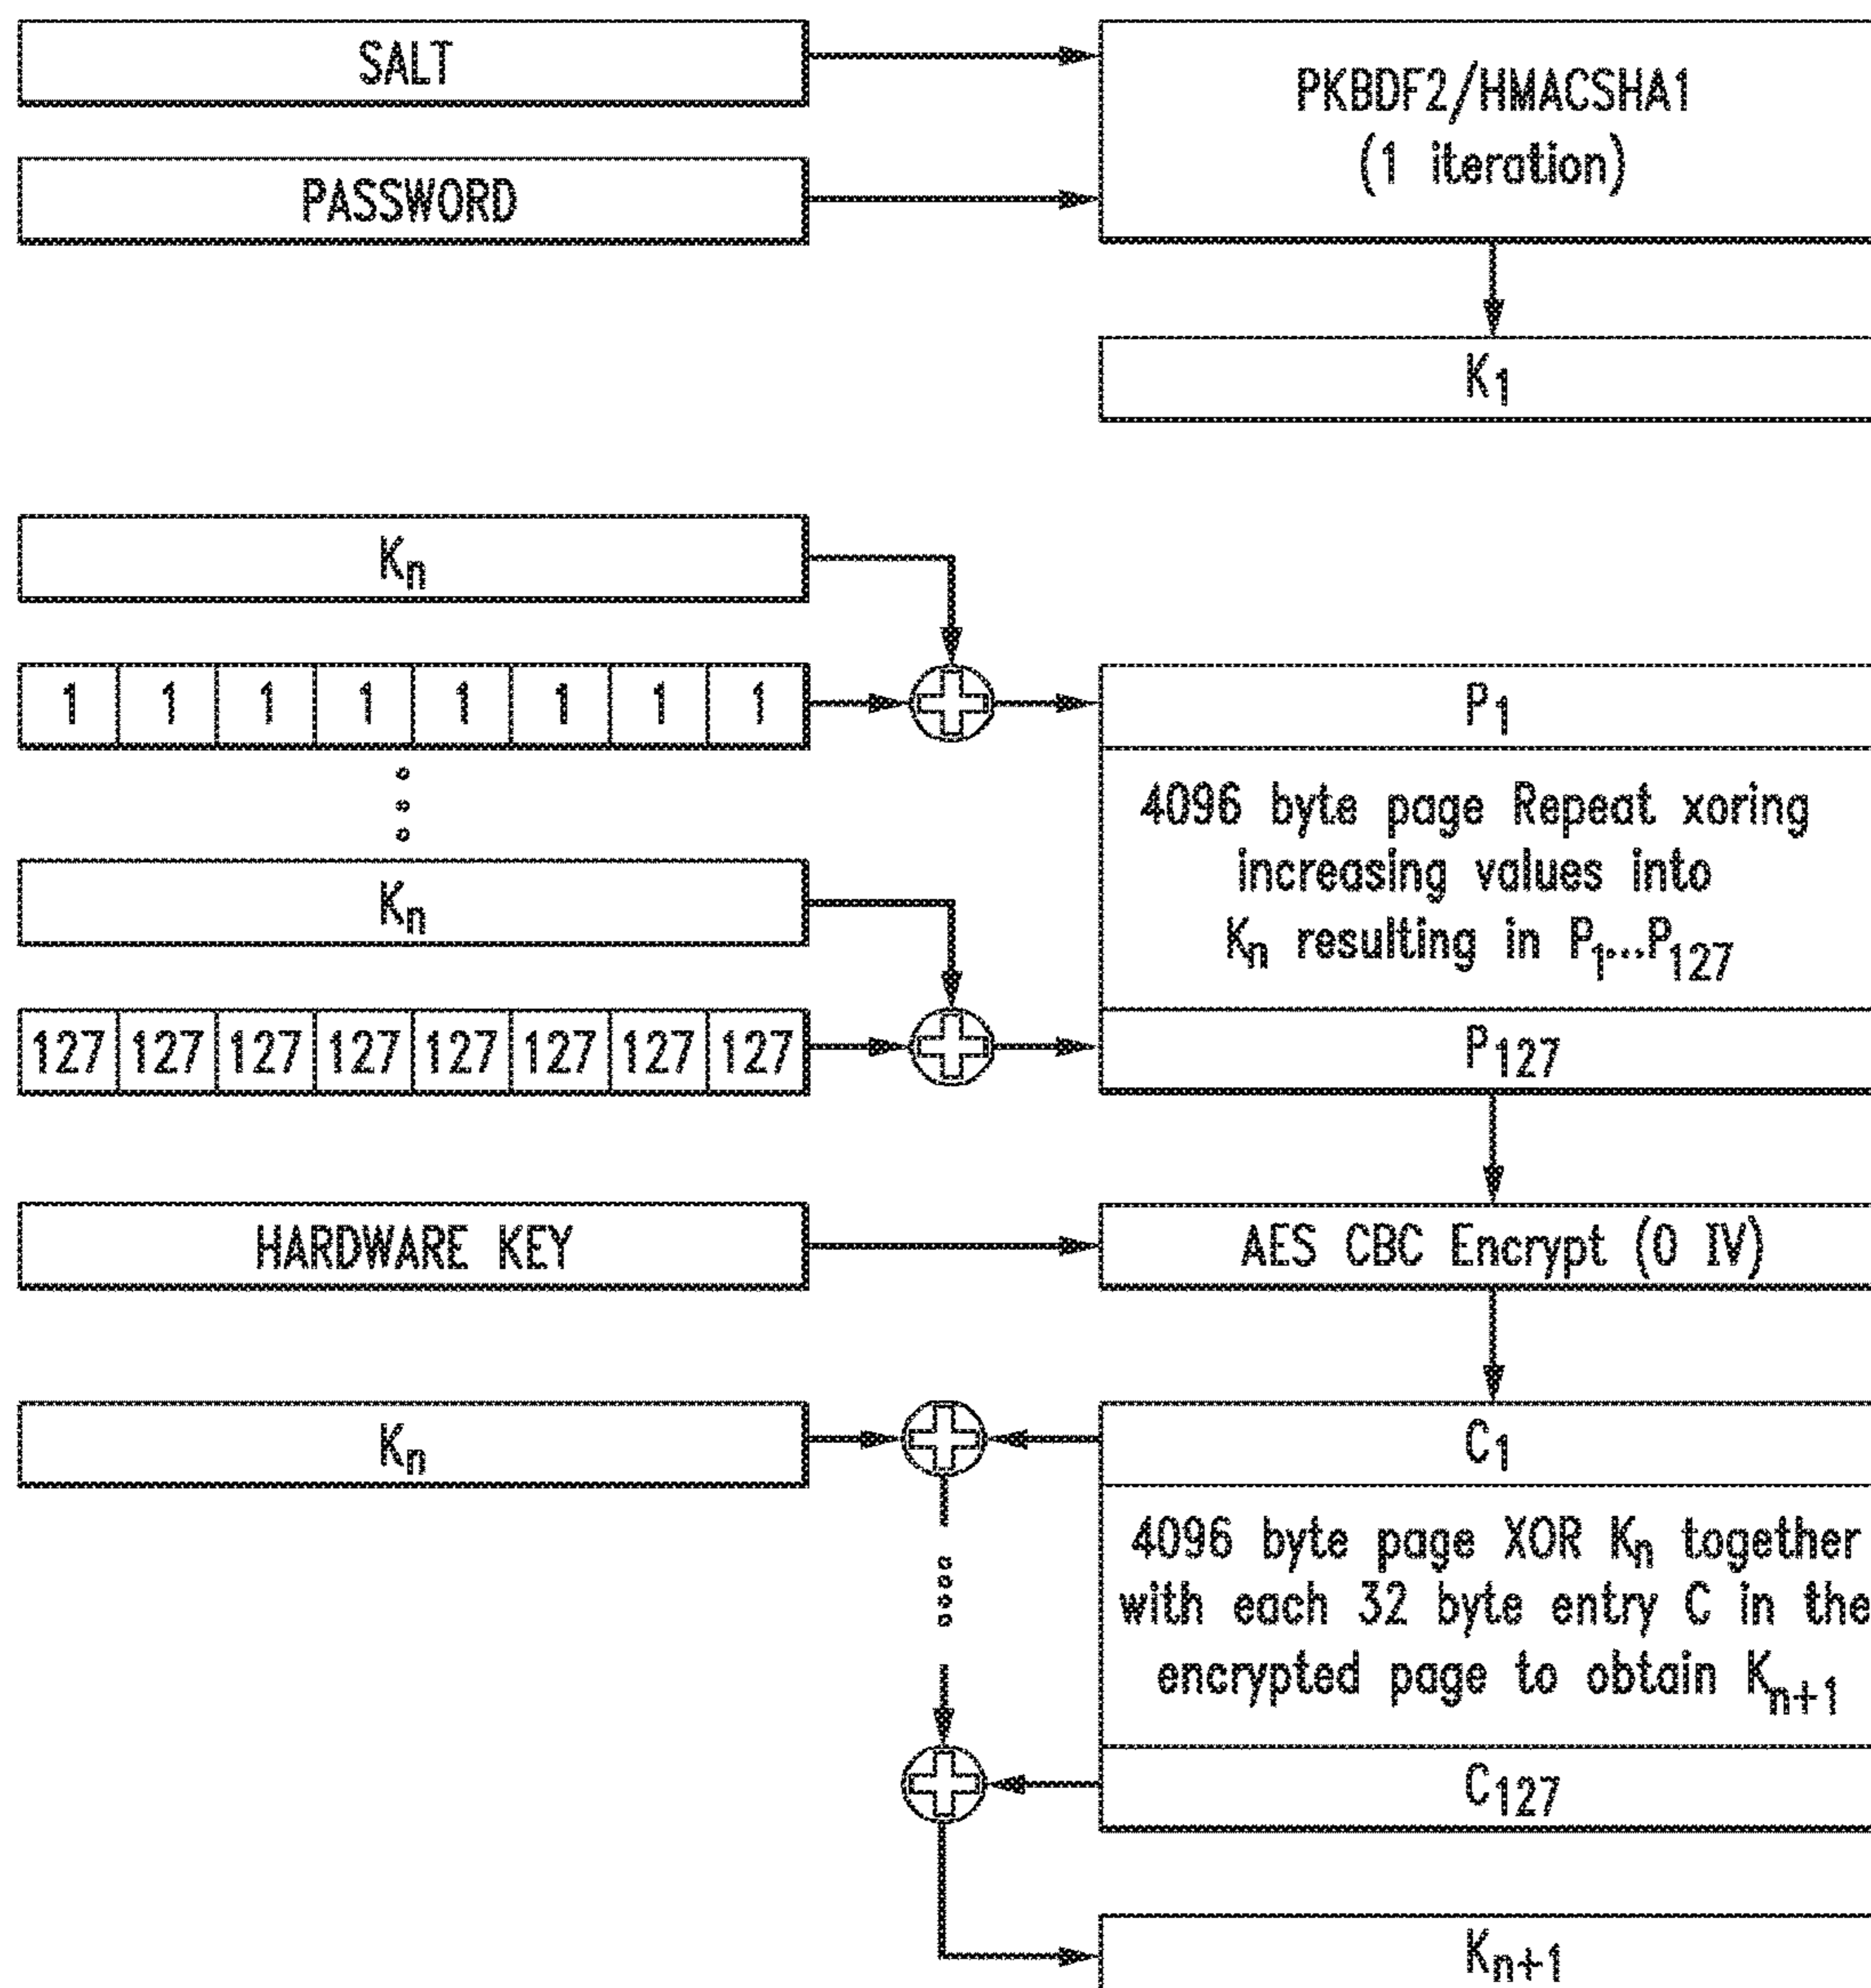 SALT
PKBDF2/HMACSHA1
(1 iteration)
PASSWORD
K1
Kn
1 1 1 1 1 1 1 1
P1
4096 byte page Repeat xoring
increasing values into
Kn resulting in P1...P127
Kn
127 127 127 127 127 127 127 127
P127
HARDWARE KEY
AES CBC Encrypt (0 IV)
Kn
C1
4096 byte page XOR Kn together
with each 32 byte entry C in the
encrypted page to obtain Kn+1
C127
Kn+1